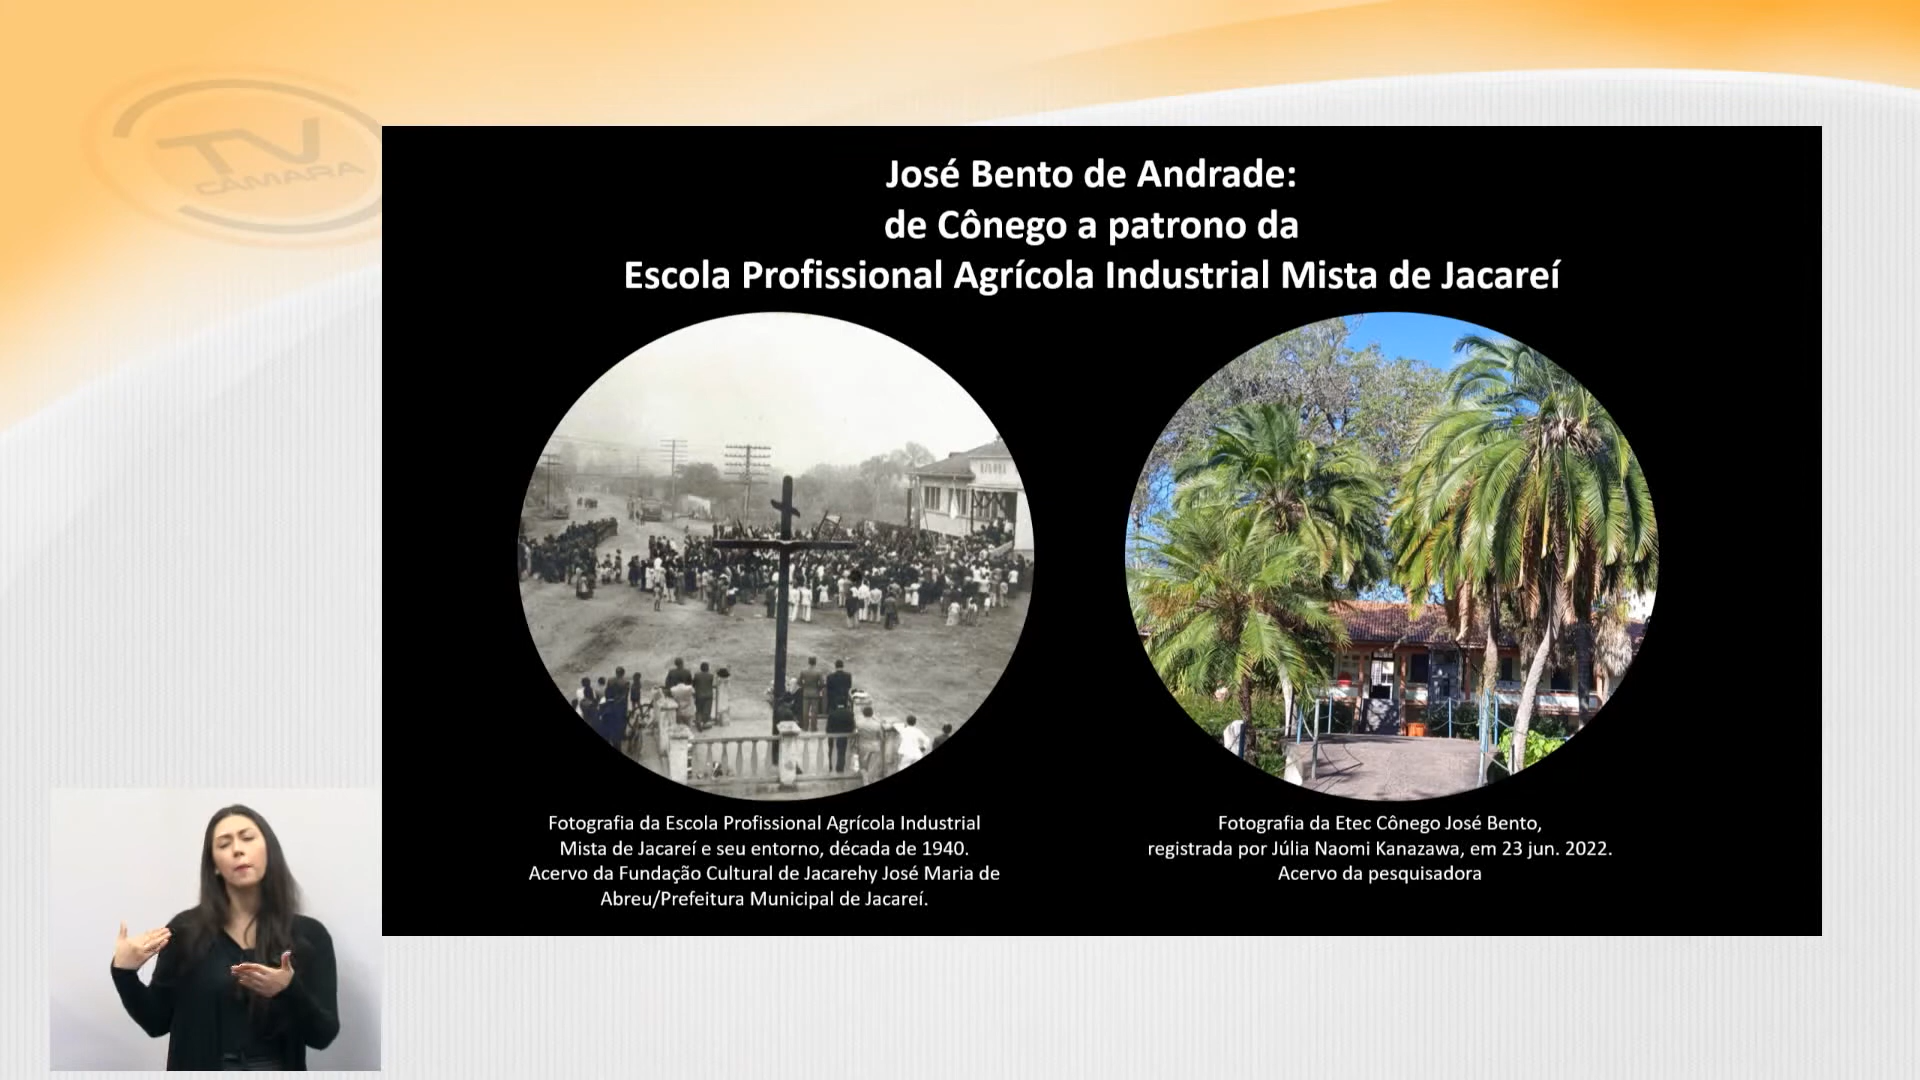 TV
CÂMARA
José Bento de Andrade:
de Cônego a patrono da
Escola Profissional Agrícola Industrial Mista de Jacareí
Fotografia da Escola Profissional Agrícola Industrial
Mista de Jacareí e seu entorno, década de 1940.
Acervo da Fundação Cultural de Jacarehy José Maria de
Abreu/Prefeitura Municipal de Jacareí.
Fotografia da Etec Cônego José Bento,
registrada por Júlia Naomi Kanazawa, em 23 jun. 2022.
Acervo da pesquisadora